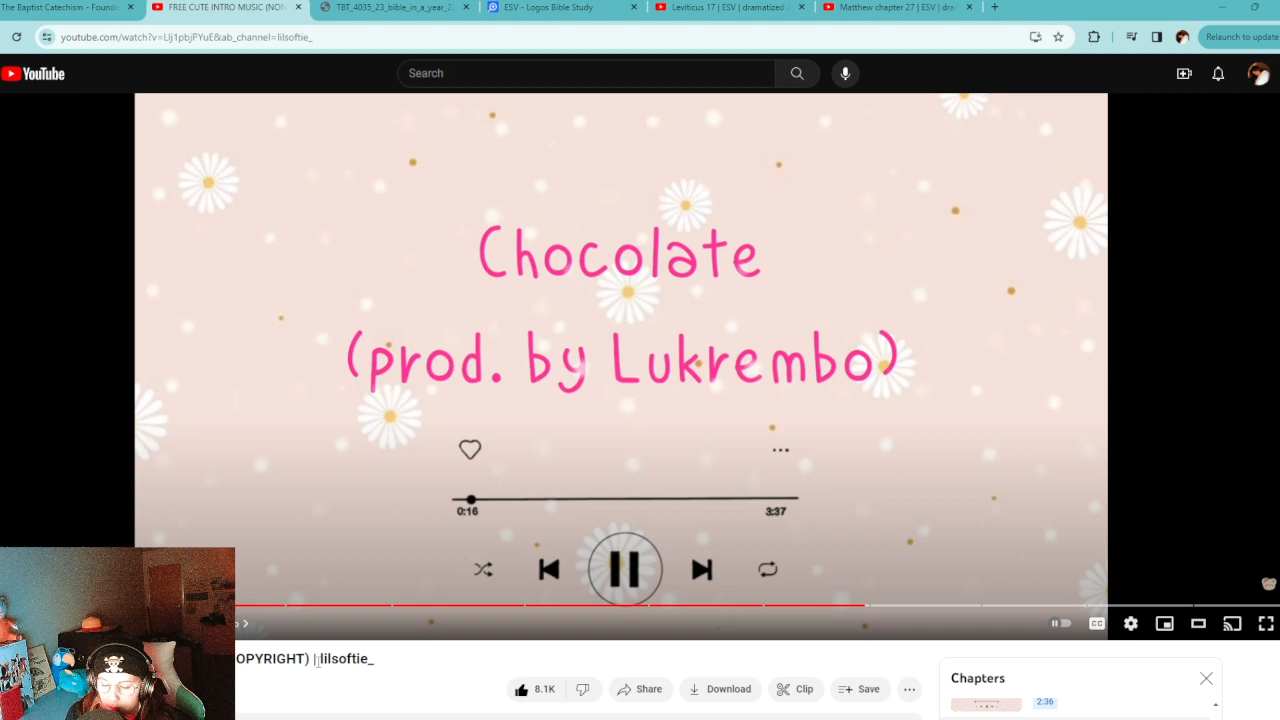 The Baptist Catechism - Founde
FREE CUTE INTRO MUSIC (NON
TBT_4035_23_bible_in_a_year_2
ESV - Logos Bible Study
Leviticus 17 | ESV | dramatized
Matthew chapter 27 | ESV | dra
youtube.com/watch?v=LIj1pbjPYuE&ab_channel=lilsoftie_
Relaunch to update
YouTube
Search
Chocolate
(prod. by Lukrembo)
0:16
3:37
CC
OPYRIGHT) | lilsoftie_
8.1K
Share
Download
Clip
Save
Chapters
2:36